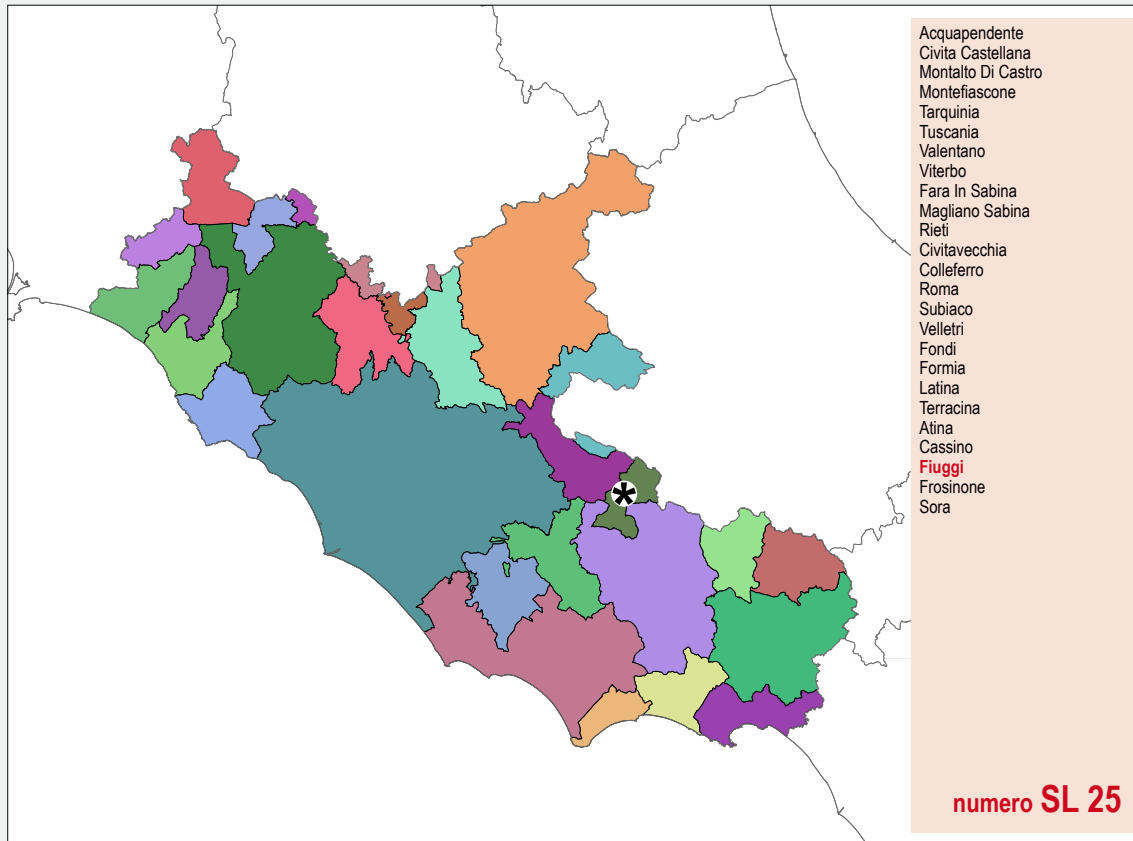 Acquapendente
Civita Castellana
Montalto Di Castro
Montefiascone
Tarquinia
Tuscania
Valentano
Viterbo
Fara In Sabina
Magliano Sabina
Rieti
Civitavecchia
Colleferro
Roma
Subiaco
Velletri
Fondi
Formia
Latina
Terracina
Atina
Cassino
Fiuggi
Frosinone
Sora
numero SL 25